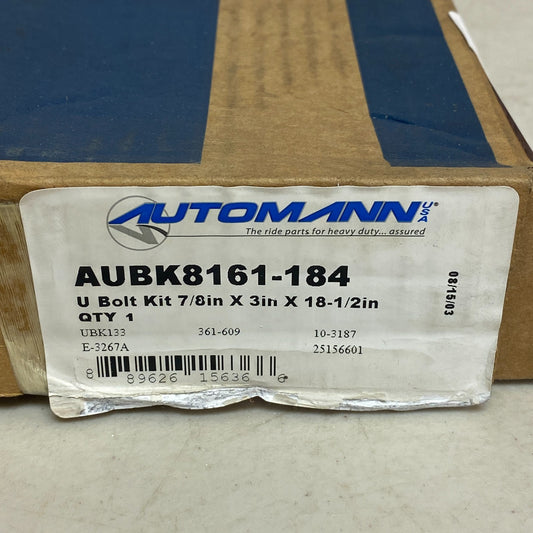 AUTOMANN USA®
The ride parts for heavy duty... assured
AUBK8161-184
U Bolt Kit 7/8in X 3in X 18-1/2in
QTY 1
UBK133 361-609 10-3187
E-3267A 25156601
8 89626 15636 6
08/15/03